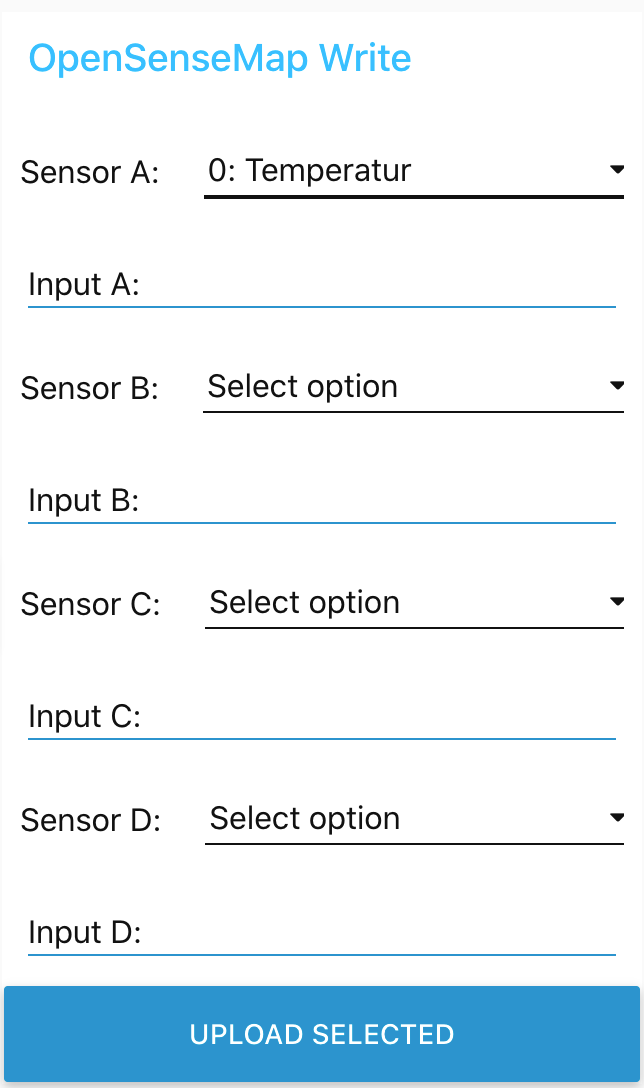 OpenSenseMap Write
Sensor A: 0: Temperatur
Input A:
Sensor B: Select option
Input B:
Sensor C: Select option
Input C:
Sensor D: Select option
Input D:
UPLOAD SELECTED